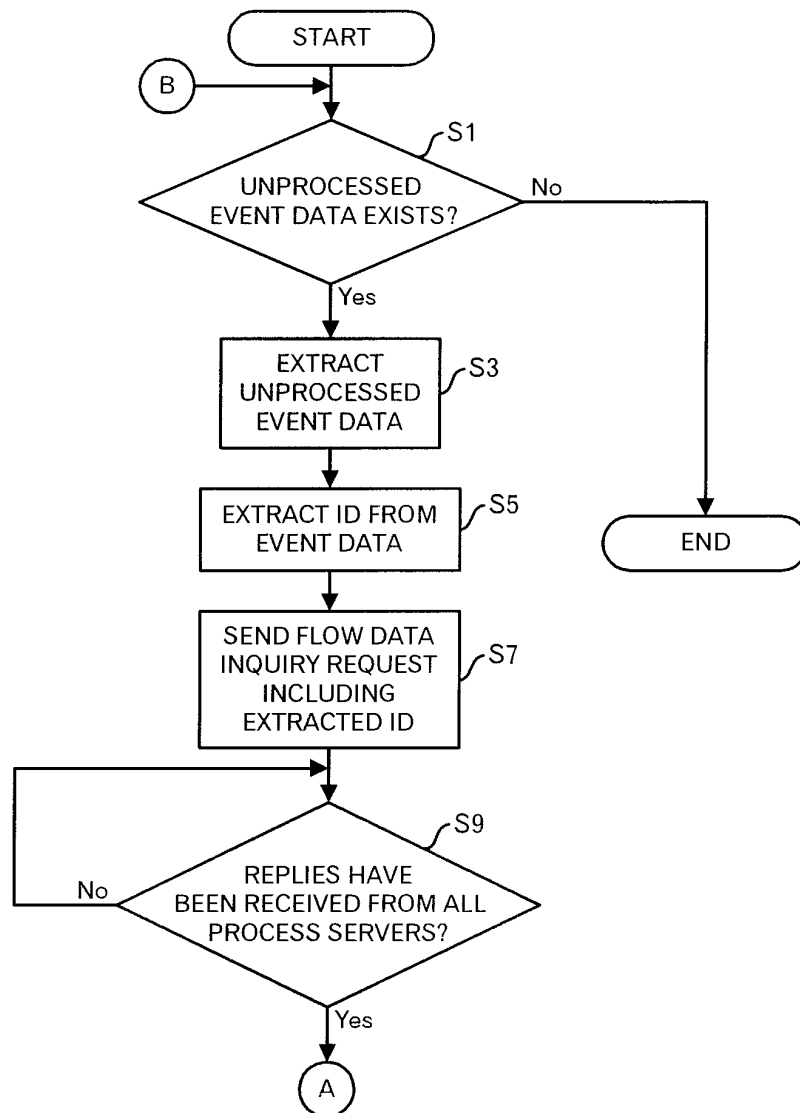 START
B
S1
UNPROCESSED
EVENT DATA EXISTS?
No
Yes
EXTRACT
UNPROCESSED
EVENT DATA
S3
EXTRACT ID FROM
EVENT DATA
S5
END
SEND FLOW DATA
INQUIRY REQUEST
INCLUDING
EXTRACTED ID
S7
S9
REPLIES HAVE
BEEN RECEIVED FROM ALL
PROCESS SERVERS?
No
Yes
A